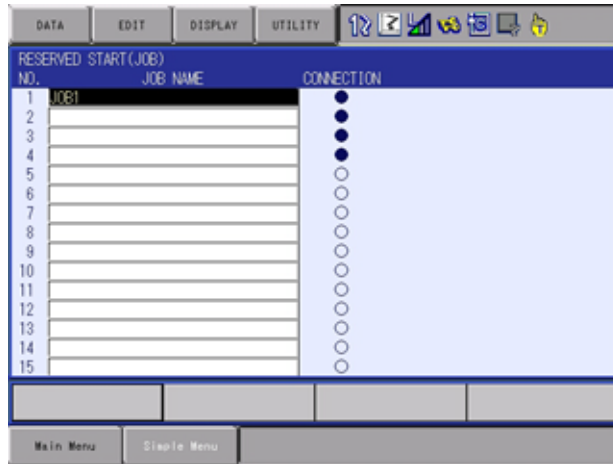 DATA EDIT DISPLAY UTILITY
RESERVED START(JOB)
NO. JOB NAME CONNECTION
1 JOB1
2
3
4
5
6
7
8
9
10
11
12
13
14
15
Main Menu Simple Menu